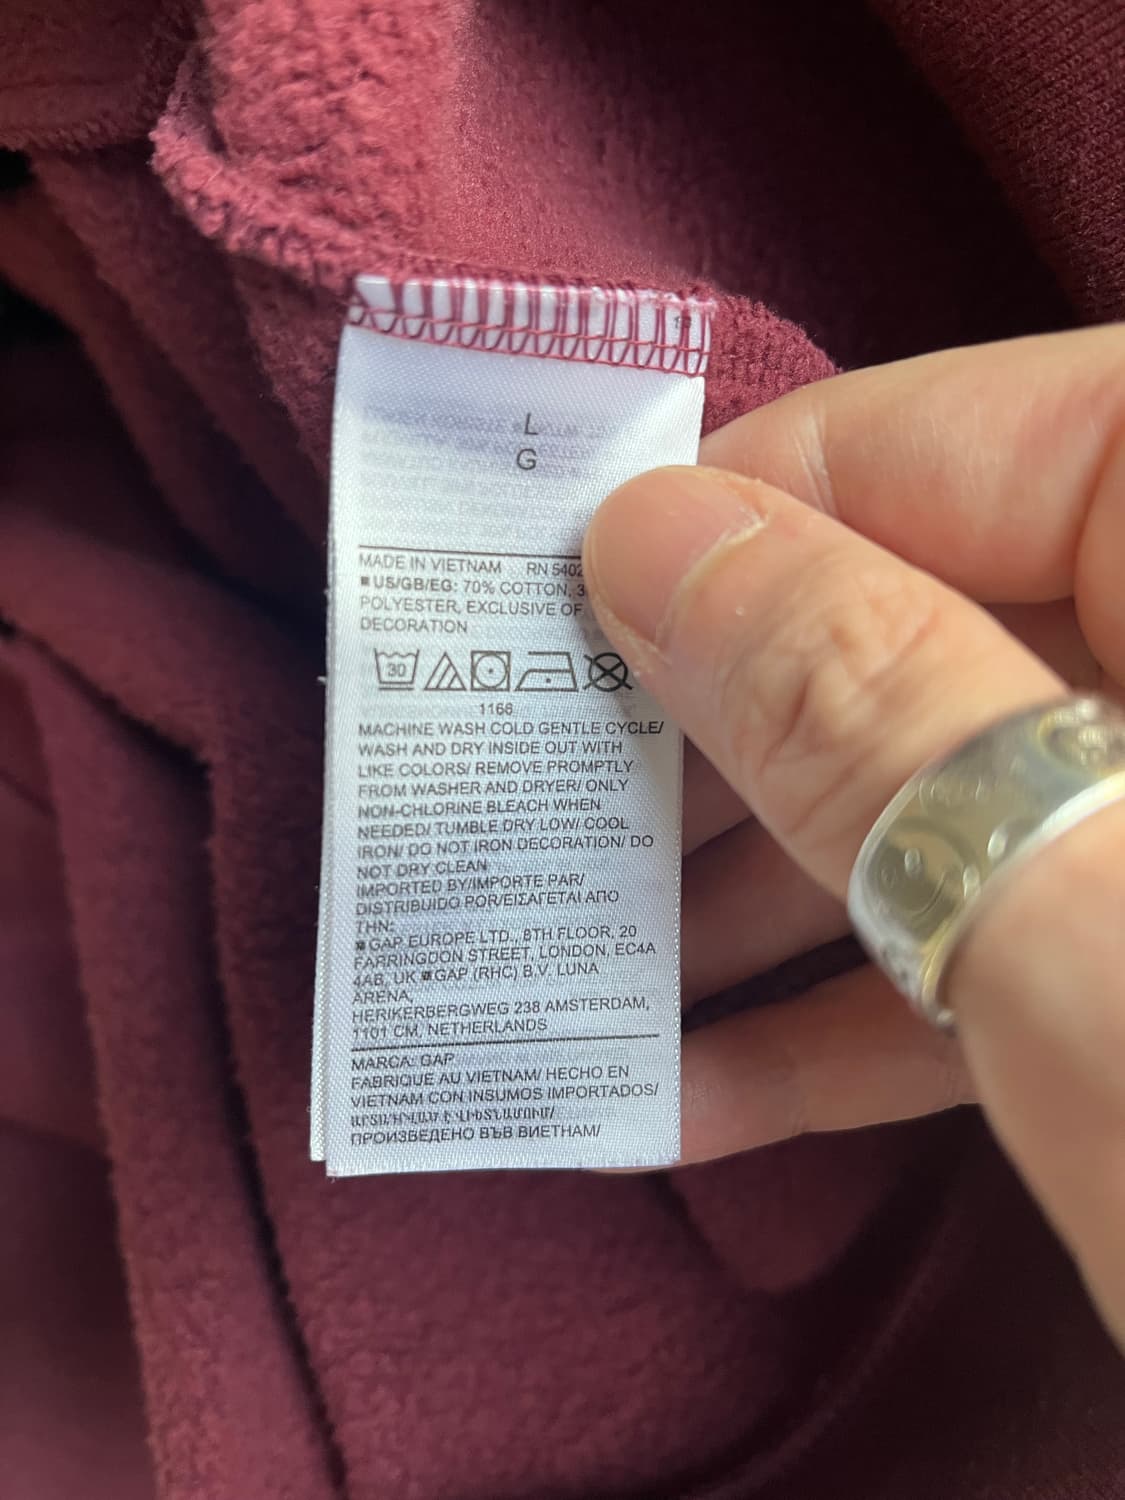 L
G
MADE IN VIETNAM RN 5402
■ US/GB/EG: 70% COTTON, 3
POLYESTER, EXCLUSIVE OF
DECORATION
30
1166
MACHINE WASH COLD GENTLE CYCLE/
WASH AND DRY INSIDE OUT WITH
LIKE COLORS/ REMOVE PROMPTLY
FROM WASHER AND DRYER/ ONLY
NON-CHLORINE BLEACH WHEN
NEEDED/ TUMBLE DRY LOW/ COOL
IRON/ DO NOT IRON DECORATION/ DO
NOT DRY CLEAN
IMPORTED BY/IMPORTE PAR/
DISTRIBUIDO POR/ΕΙΣΑΓΕΤΑΙ ΑΠΟ
ΤΗΝ:
■ GAP EUROPE LTD., 8TH FLOOR, 20
FARRINGDON STREET, LONDON, EC4A
4AB, UK ■ GAP (RHC) B.V. LUNA
ARENA,
HERIKERBERGWEG 238 AMSTERDAM,
1101 CM, NETHERLANDS
MARCA: GAP
FABRIQUE AU VIETNAM/ HECHO EN
VIETNAM CON INSUMOS IMPORTADOS/
ԱՐՏԱԴՐՎԱԾ Է ՎԻԵՏՆԱՄՈՒՄ/
ПРОИЗВЕДЕНО ВЪВ ВИЕТНАМ/